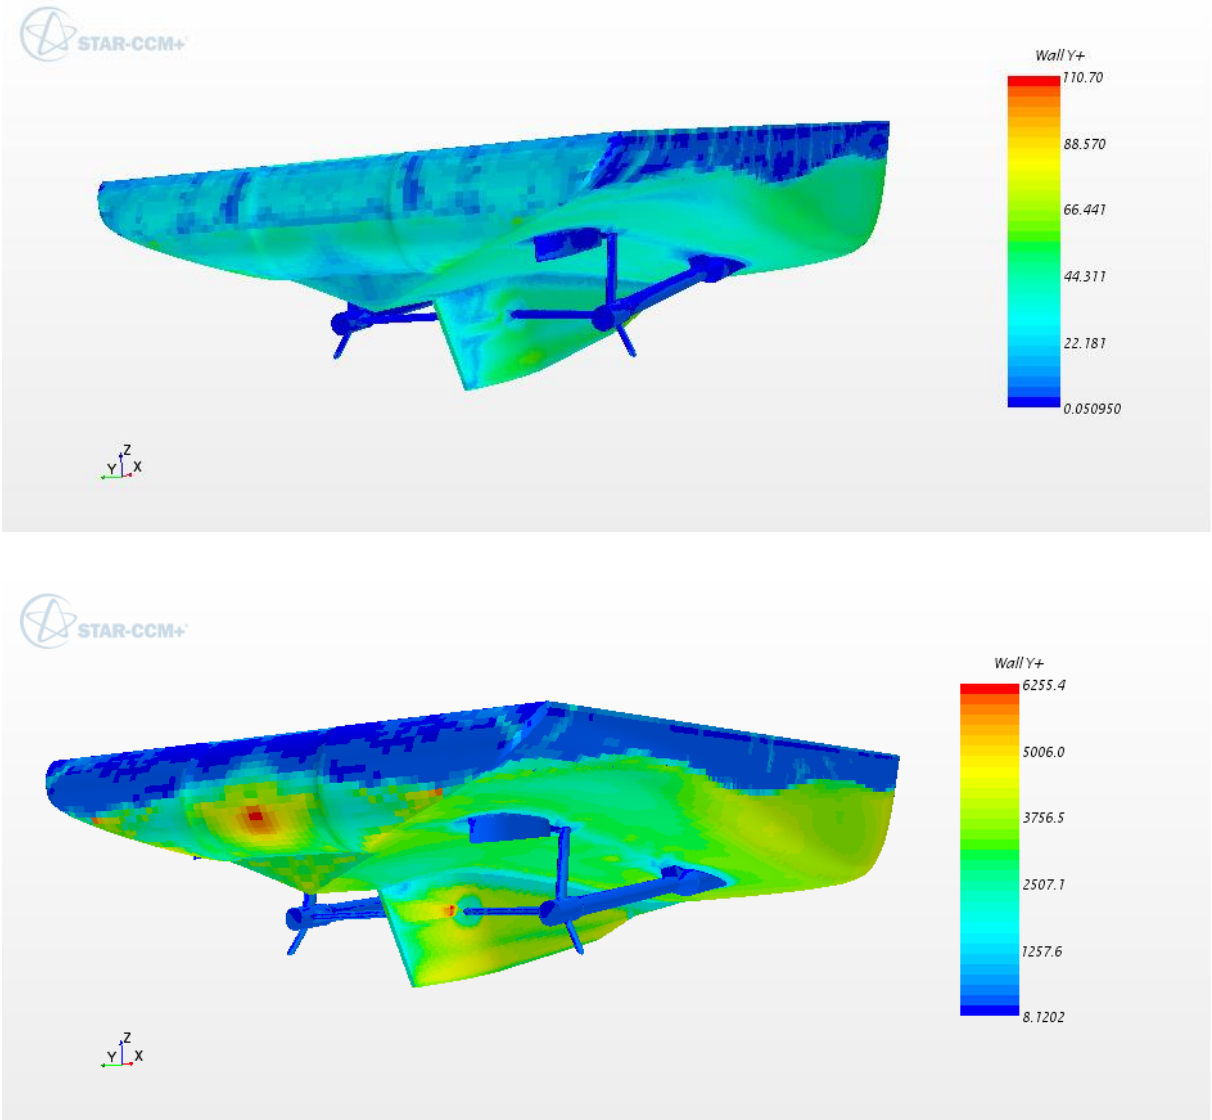 STAR-CCM+
Wall Y+
110.70
88.570
66.441
44.311
22.181
0.050950
Z
Y X
STAR-CCM+
Wall Y+
6255.4
5006.0
3756.5
2507.1
1257.6
8.1202
Z
Y X